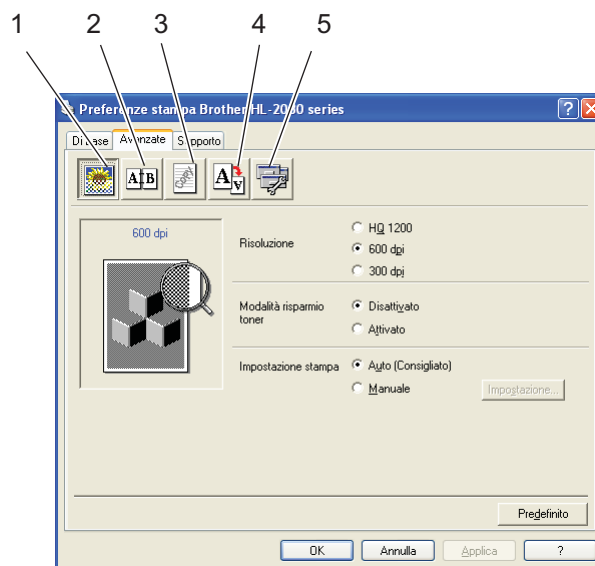 1 2 3 4 5
Preferenze stampa Brother HL-2000 series
Di base Avanzate Supporto
A B
Copy
A A
600 dpi
Risoluzione
HQ 1200
600 dpi
300 dpi
Modalità risparmio
toner
Disattivato
Attivato
Impostazione stampa
Auto (Consigliato)
Manuale
Impostazione...
Predefinito
OK Annulla Applica ?